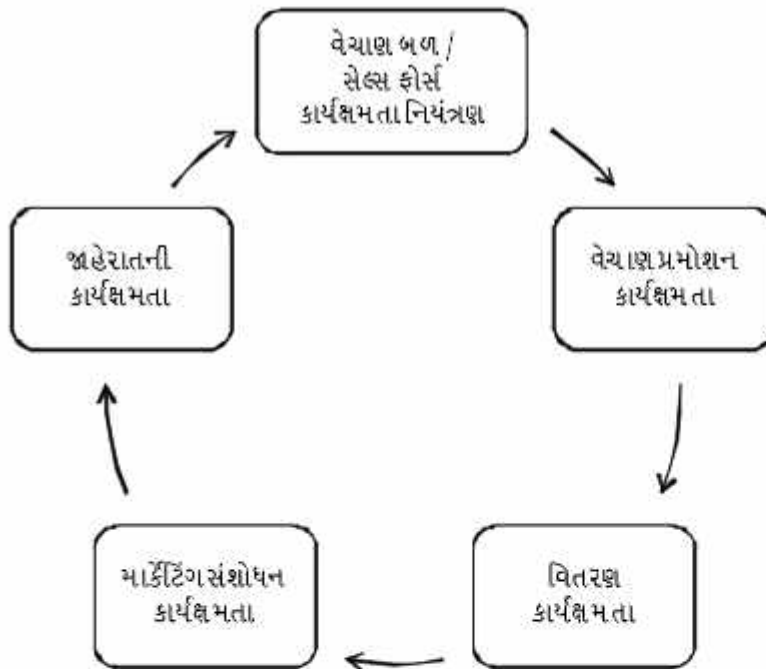 વેચાણ બળ /
સેલ્સ ફોર્સ
કાર્યક્ષમતા નિયંત્રણ
જાહેરાતની
કાર્યક્ષમતા
વેચાણ પ્રમોશન
કાર્યક્ષમતા
માર્કેટિંગ સંશોધન
કાર્યક્ષમતા
વિતરણ
કાર્યક્ષમતા